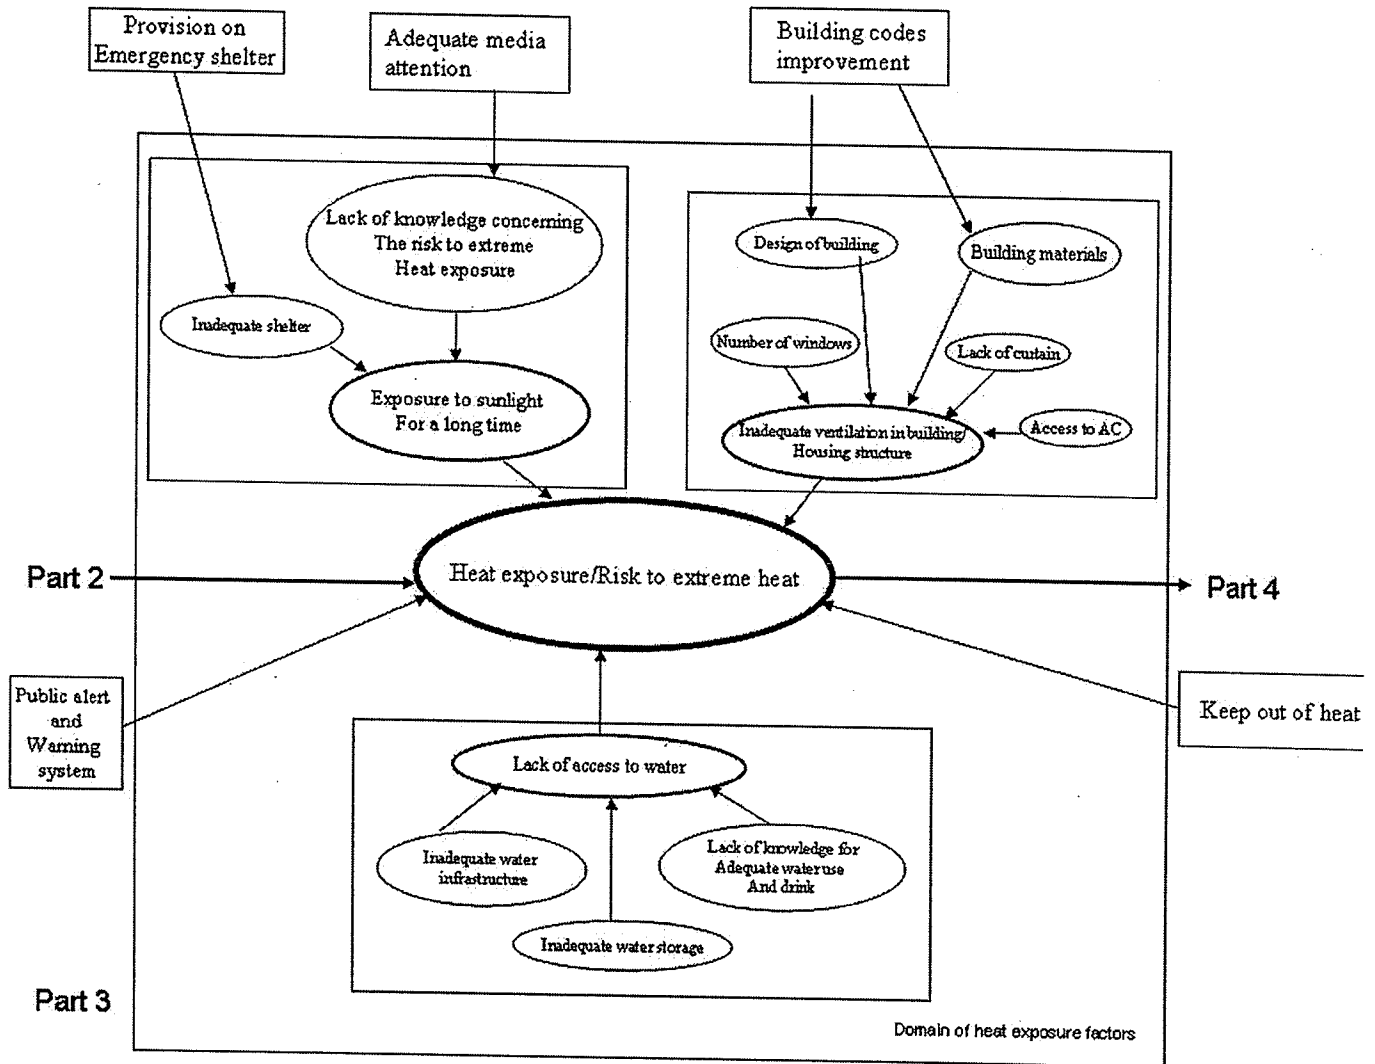 Provision on
Emergency shelter
Adequate media
attention
Building codes
improvement
Lack of knowledge concerning
The risk to extreme
Heat exposure
Design of building
Building materials
Inadequate shelter
Number of windows
Lack of curtain
Exposure to sunlight
For a long time
Inadequate ventilation in building/
Housing structure
Access to AC
Part 2
Heat exposure/Risk to extreme heat
Part 4
Public alert
and
Warning
system
Keep out of heat
Lack of access to water
Inadequate water
infrastructure
Lack of knowledge for
Adequate water use
And drink
Inadequate water storage
Part 3
Domain of heat exposure factors